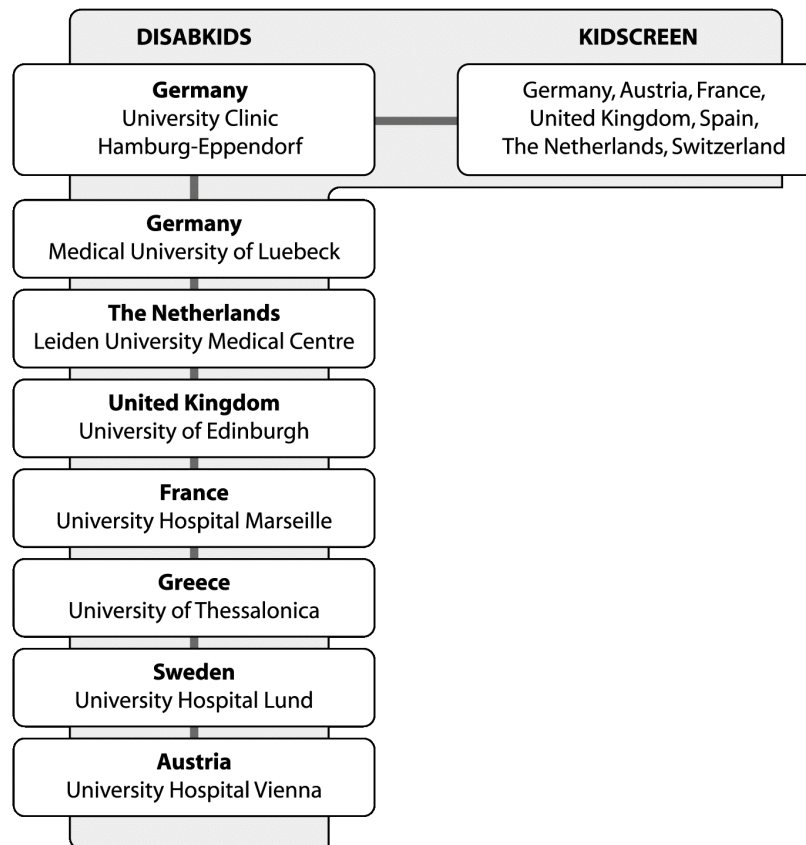 DISABKIDS
KIDSCREEN
Germany
University Clinic
Hamburg-Eppendorf
Germany, Austria, France,
United Kingdom, Spain,
The Netherlands, Switzerland
Germany
Medical University of Luebeck
The Netherlands
Leiden University Medical Centre
United Kingdom
University of Edinburgh
France
University Hospital Marseille
Greece
University of Thessalonica
Sweden
University Hospital Lund
Austria
University Hospital Vienna